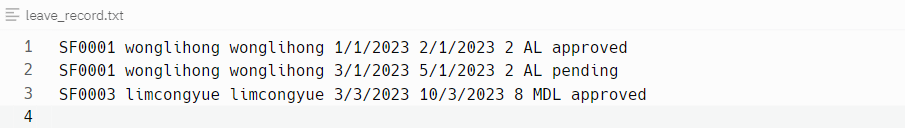 leave_record.txt
1 SF0001 wonglihong wonglihong 1/1/2023 2/1/2023 2 AL approved
2 SF0001 wonglihong wonglihong 3/1/2023 5/1/2023 2 AL pending
3 SF0003 limcongyue limcongyue 3/3/2023 10/3/2023 8 MDL approved
4